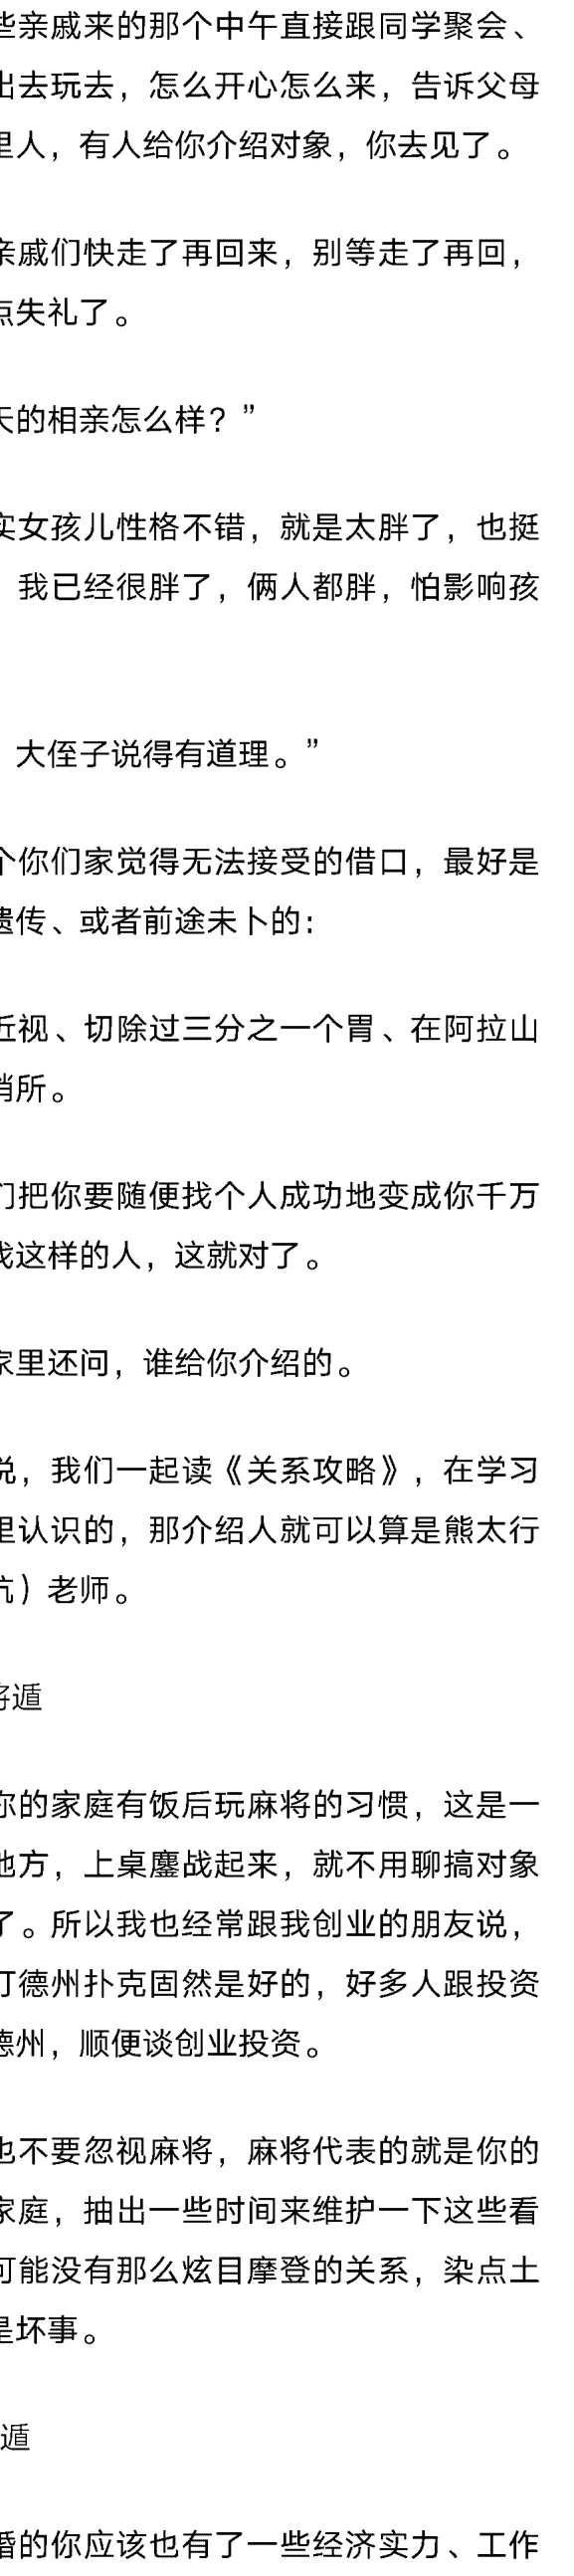 些亲戚来的那个中午直接跟同学聚会、
出去玩去，怎么开心怎么来，告诉父母
里人，有人给你介绍对象，你去见了。
亲戚们快走了再回来，别等走了再回，
点失礼了。
天的相亲怎么样？”
实女孩儿性格不错，就是太胖了，也挺
我已经很胖了，俩人都胖，怕影响孩
大侄子说得有道理。”
个你们家觉得无法接受的借口，最好是
遗传、或者前途未卜的：
近视、切除过三分之一个胃、在阿拉山
哨所。
们把你要随便找个人成功地变成你千万
找这样的人，这就对了。
家里还问，谁给你介绍的。
说，我们一起读《关系攻略》，在学习
里认识的，那介绍人就可以算是熊太行
）老师。
将遁
你的家庭有饭后玩麻将的习惯，这是一
地方，上桌鏖战起来，就不用聊搞对象
了。所以我也经常跟我创业的朋友说，
打德州扑克固然是好的，好多人跟投资
德州，顺便谈创业投资。
也不要忽视麻将，麻将代表的就是你的
家庭，抽出一些时间来维护一下这些看
可能没有那么炫目摩登的关系，染点土
是坏事。
遁
婚的你应该也有了一些经济实力、工作